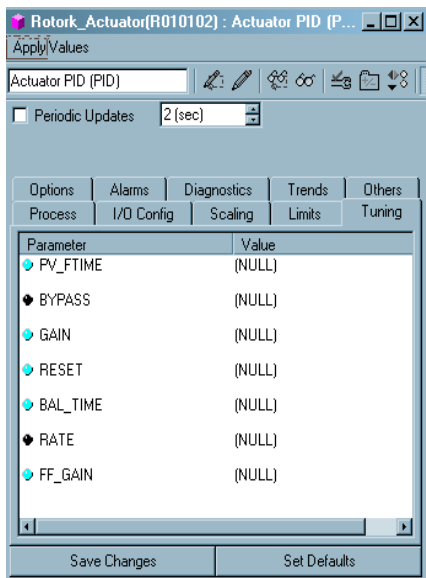 Rotork_Actuator(R010102) : Actuator PID (P...
Apply Values
Actuator PID (PID)
Periodic Updates 2 (sec)
Options Alarms Diagnostics Trends Others
Process I/O Config Scaling Limits Tuning
Parameter Value
PV_FTIME (NULL)
BYPASS (NULL)
GAIN (NULL)
RESET (NULL)
BAL_TIME (NULL)
RATE (NULL)
FF_GAIN (NULL)
Save Changes Set Defaults